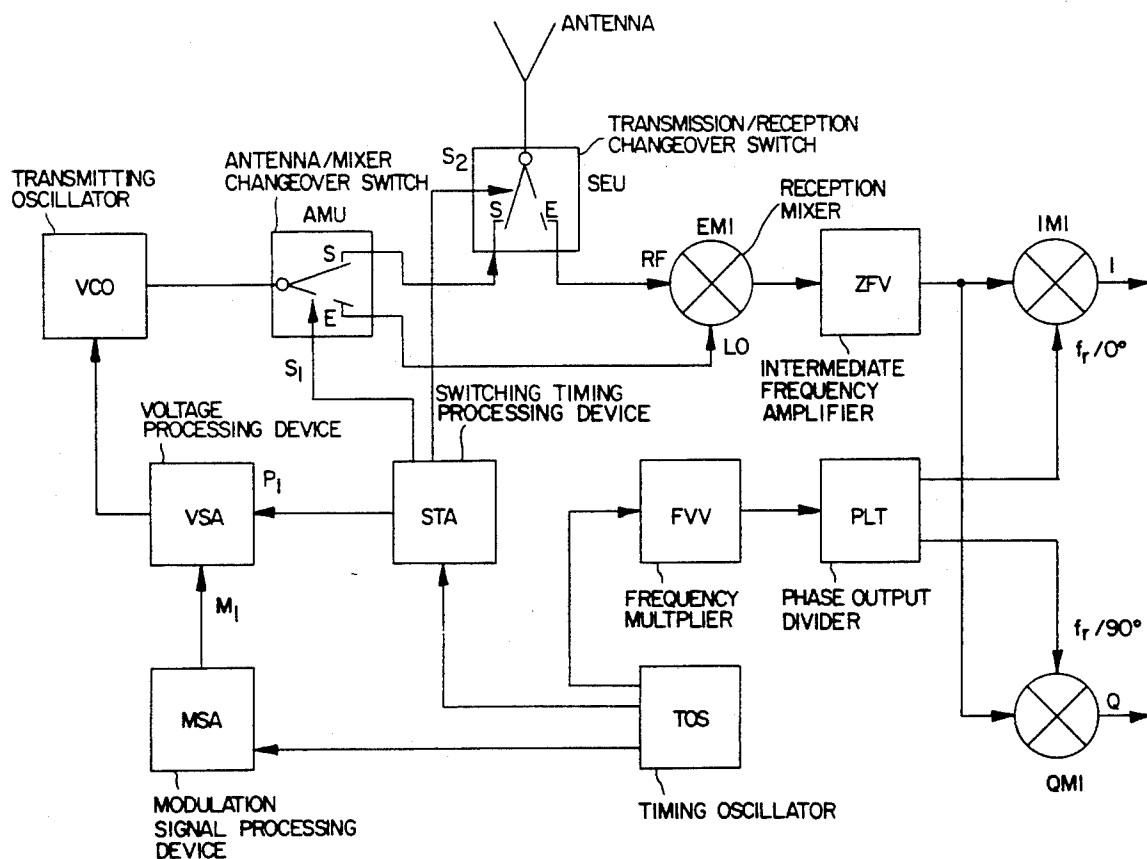 ANTENNA
TRANSMISSION/RECEPTION
CHANGEOVER SWITCH
S2
SEU
S
E
ANTENNA/MIXER
CHANGEOVER SWITCH
AMU
S
E
TRANSMITTING
OSCILLATOR
VCO
RECEPTION
MIXER
EMI
RF
LO
ZFV
INTERMEDIATE
FREQUENCY
AMPLIFIER
IMI
I
fr/0°
S1
SWITCHING TIMING
PROCESSING DEVICE
VOLTAGE
PROCESSING DEVICE
P1
VSA
STA
FVV
PLT
FREQUENCY
MULTPLIER
PHASE OUTPUT
DIVIDER
fr/90°
M1
MSA
TOS
Q
QMI
MODULATION
SIGNAL PROCESSING
DEVICE
TIMING OSCILLATOR